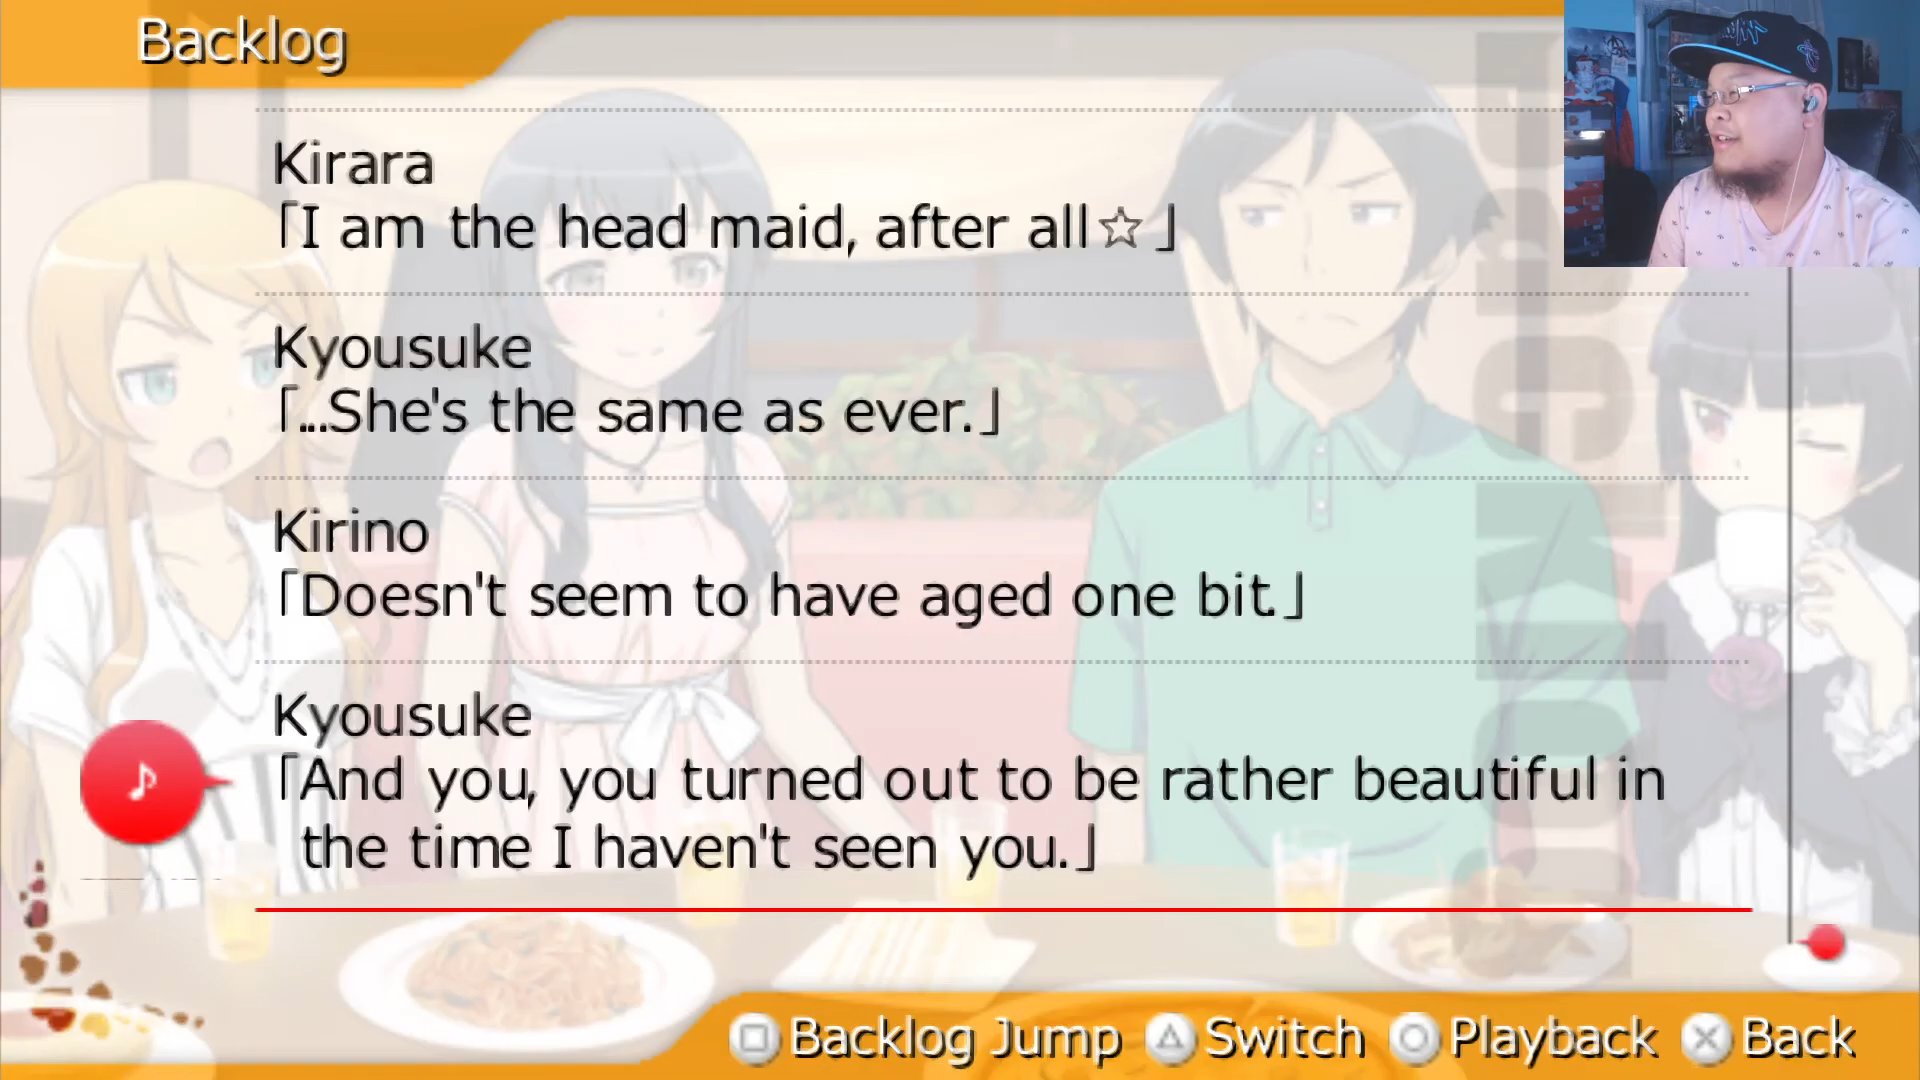 Backlog
Kirara
「I am the head maid, after all☆」
Kyousuke
「...She's the same as ever.」
Kirino
「Doesn't seem to have aged one bit.」
Kyousuke
「And you, you turned out to be rather beautiful in
the time I haven't seen you.」
Backlog Jump Switch Playback Back